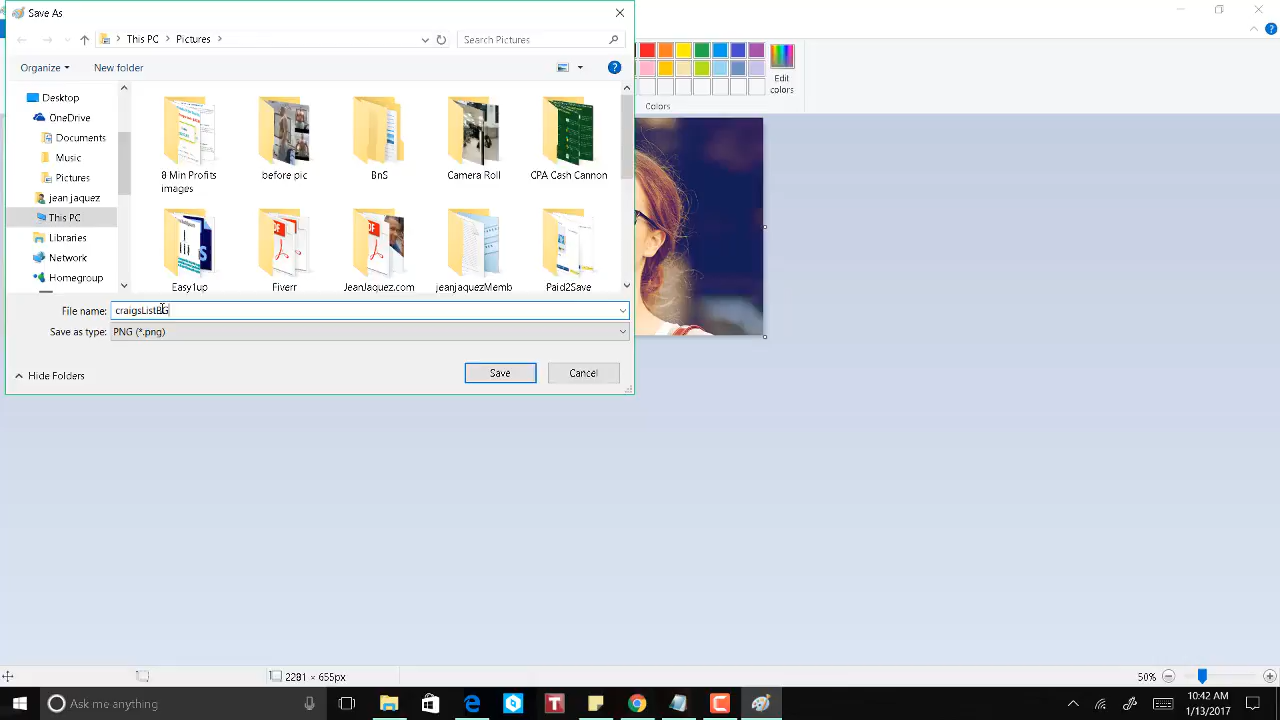 Save As
This PC
Pictures
Search Pictures
Organize
New folder
Edit
colors
Colors
Desktop
OneDrive
Documents
Music
Pictures
jean jaquez
This PC
Libraries
Network
Homegroup
8 Min Profits
images
before pic
BnS
Camera Roll
CPA Cash Cannon
Easy1up
Fiverr
JeanJaquez.com
jeanjaquezMemb
Paid2Save
File name:
craigsListBG
Save as type:
PNG (*.png)
Hide Folders
Save
Cancel
2281 × 655px
50%
Ask me anything
10:42 AM
1/13/2017